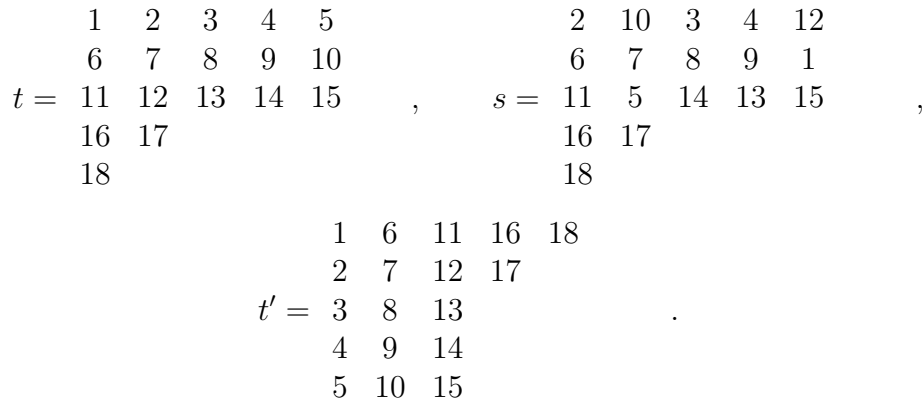 1 2 3 4 5 2 10 3 4 12
6 7 8 9 10 6 7 8 9 1
t = 11 12 13 14 15 , s = 11 5 14 13 15 ,
16 17 16 17
18 18
1 6 11 16 18
2 7 12 17
t′ = 3 8 13 .
4 9 14
5 10 15